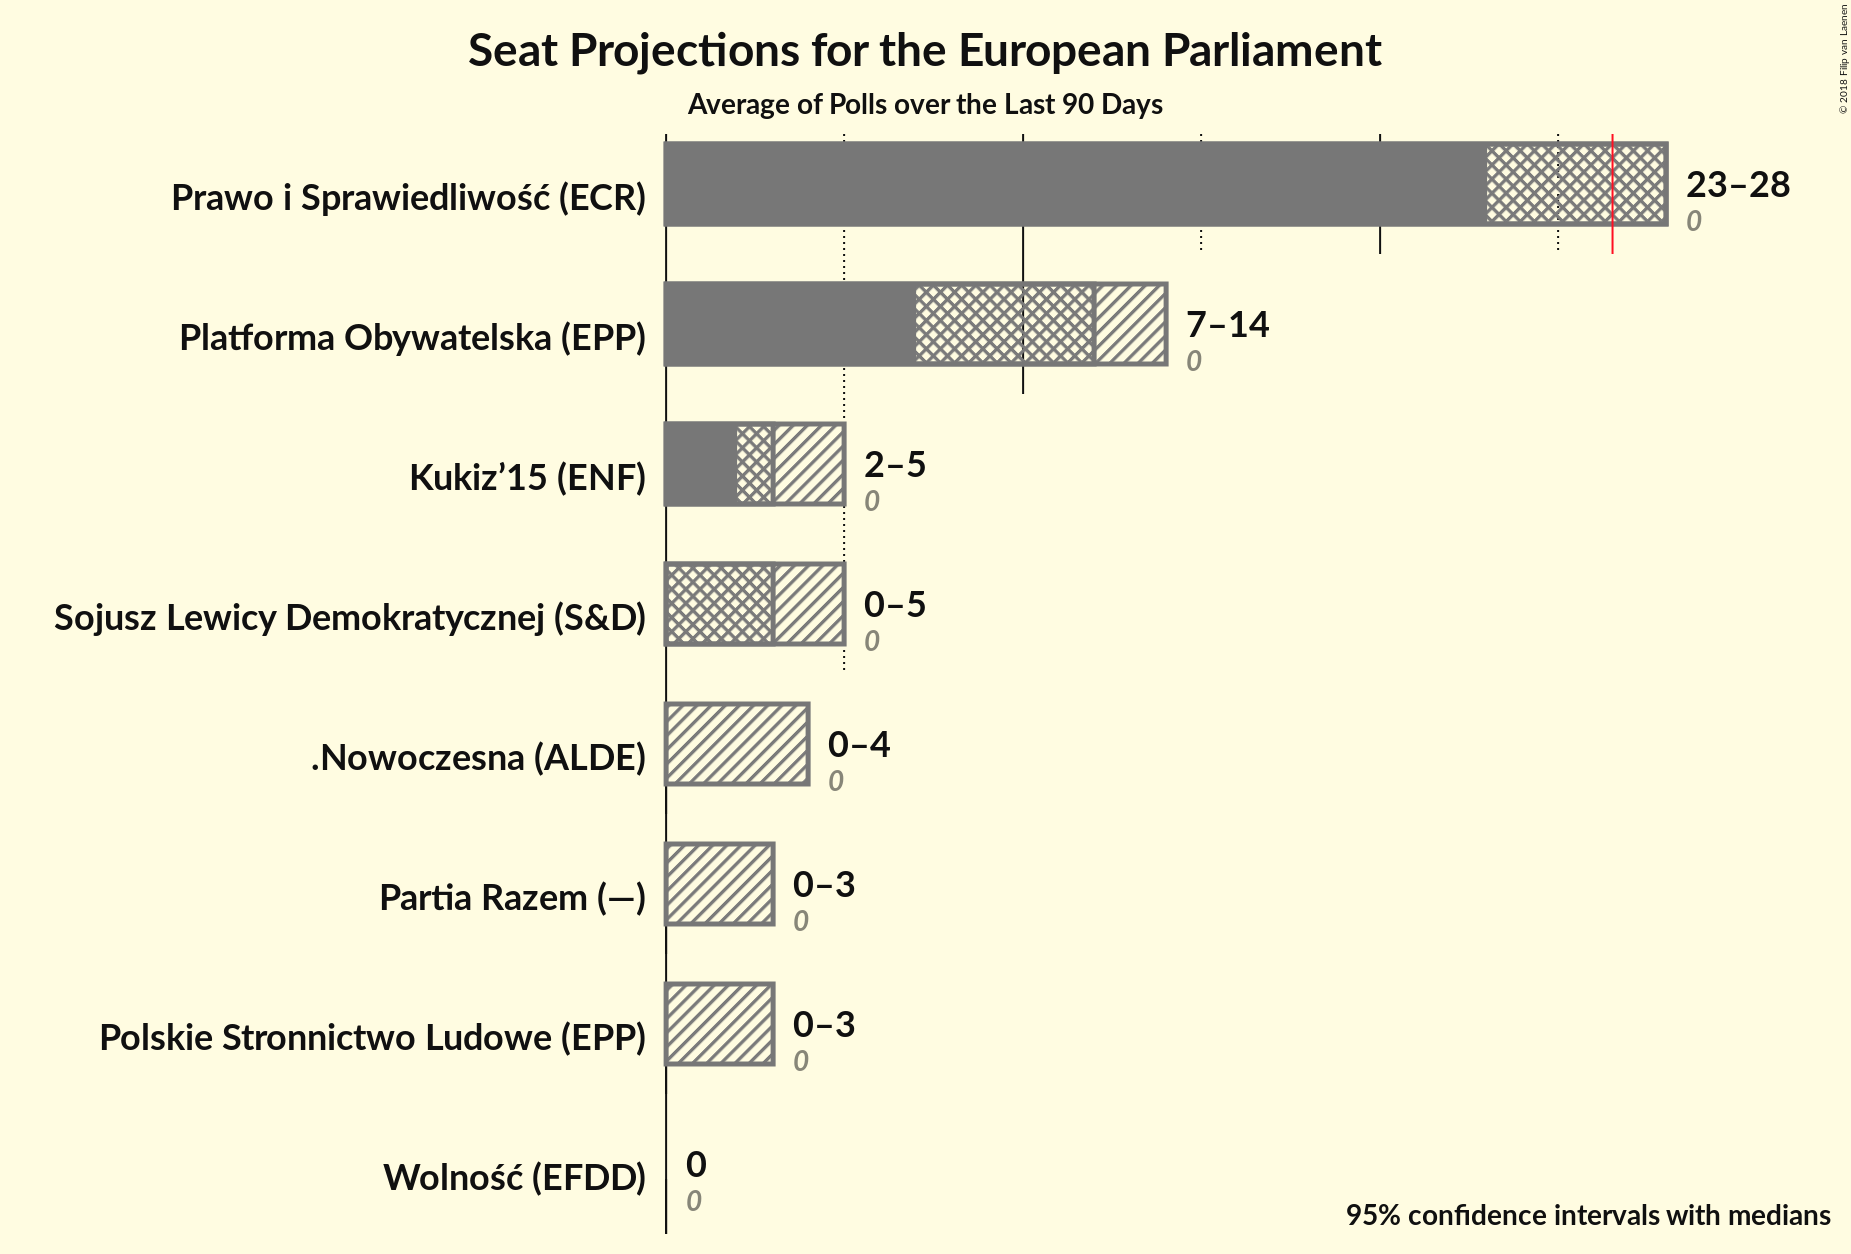 Seat Projections for the European Parliament
Average of Polls over the Last 90 Days
© 2018 Filip van Laenen
Prawo i Sprawiedliwość (ECR)
23–28
0
Platforma Obywatelska (EPP)
7–14
0
Kukiz’15 (ENF)
2–5
0
Sojusz Lewicy Demokratycznej (S&D)
0–5
0
.Nowoczesna (ALDE)
0–4
0
Partia Razem (—)
0–3
0
Polskie Stronnictwo Ludowe (EPP)
0–3
0
Wolność (EFDD)
0
0
95% confidence intervals with medians